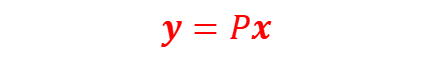 y = Px